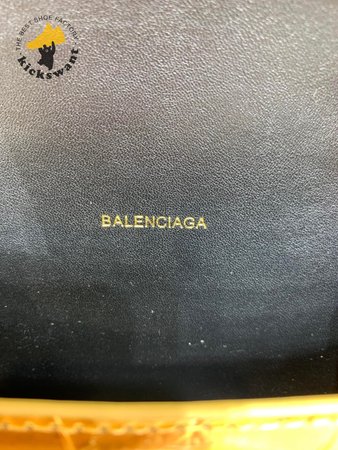 THE BEST SHOE FACTORY
kickswant
BALENCIAGA